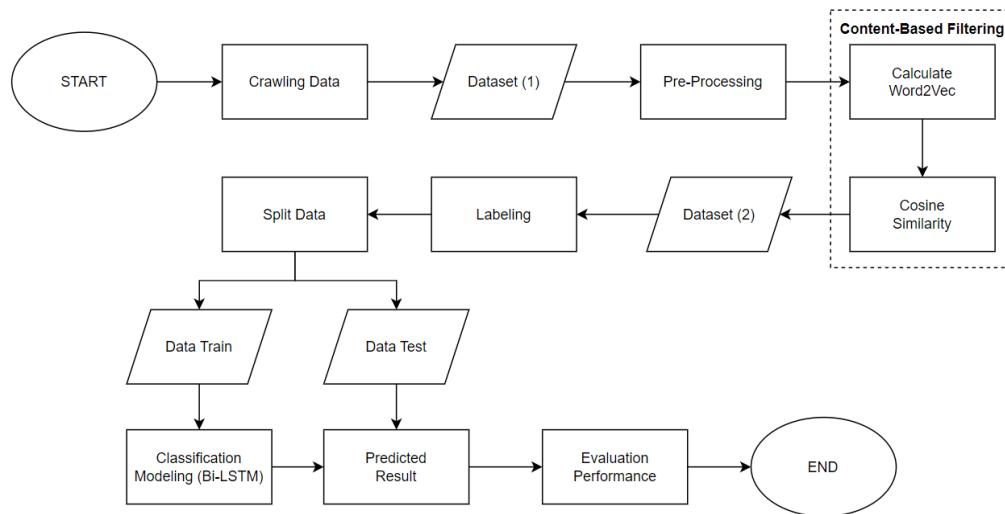 Content-Based Filtering
START
Crawling Data
Dataset (1)
Pre-Processing
Calculate
Word2Vec
Split Data
Labeling
Dataset (2)
Cosine
Similarity
Data Train
Data Test
Classification
Modeling (Bi-LSTM)
Predicted
Result
Evaluation
Performance
END